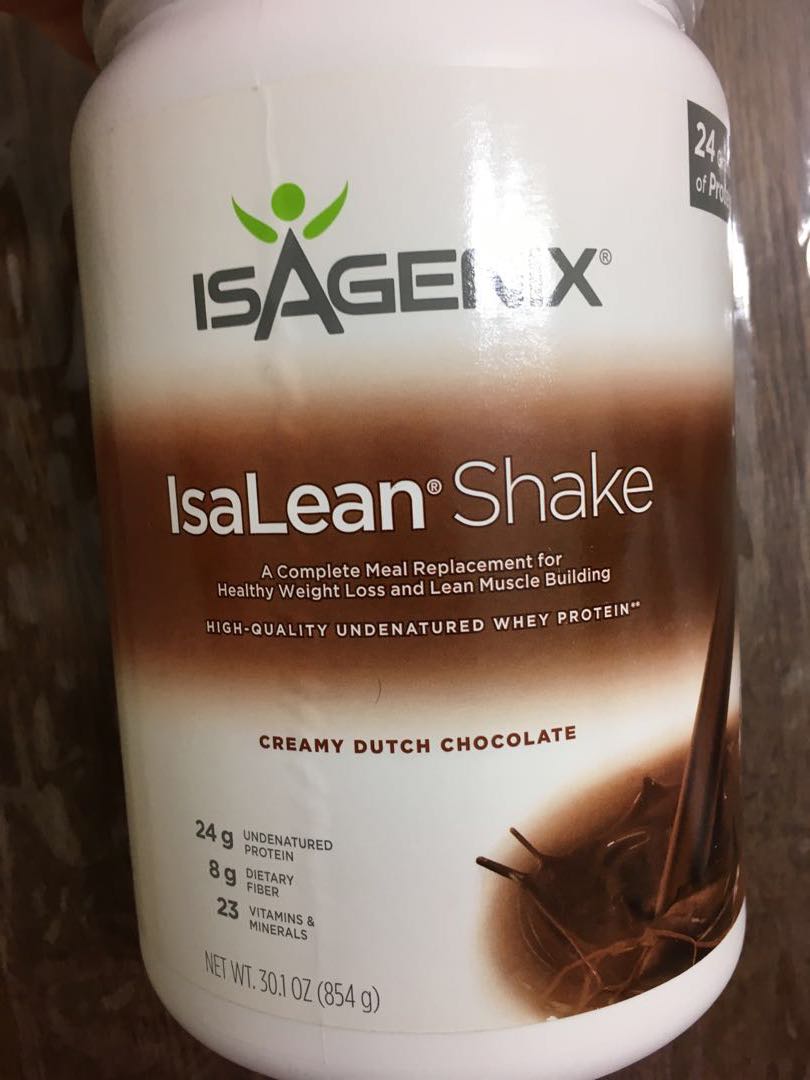 24
of
ISAGENIX®
IsaLean® Shake
A Complete Meal Replacement for
Healthy Weight Loss and Lean Muscle Building
HIGH-QUALITY UNDENATURED WHEY PROTEIN**
CREAMY DUTCH CHOCOLATE
24 g UNDENATURED
PROTEIN
8 g DIETARY
FIBER
23 VITAMINS &
MINERALS
NET WT. 30.1 OZ (854 g)